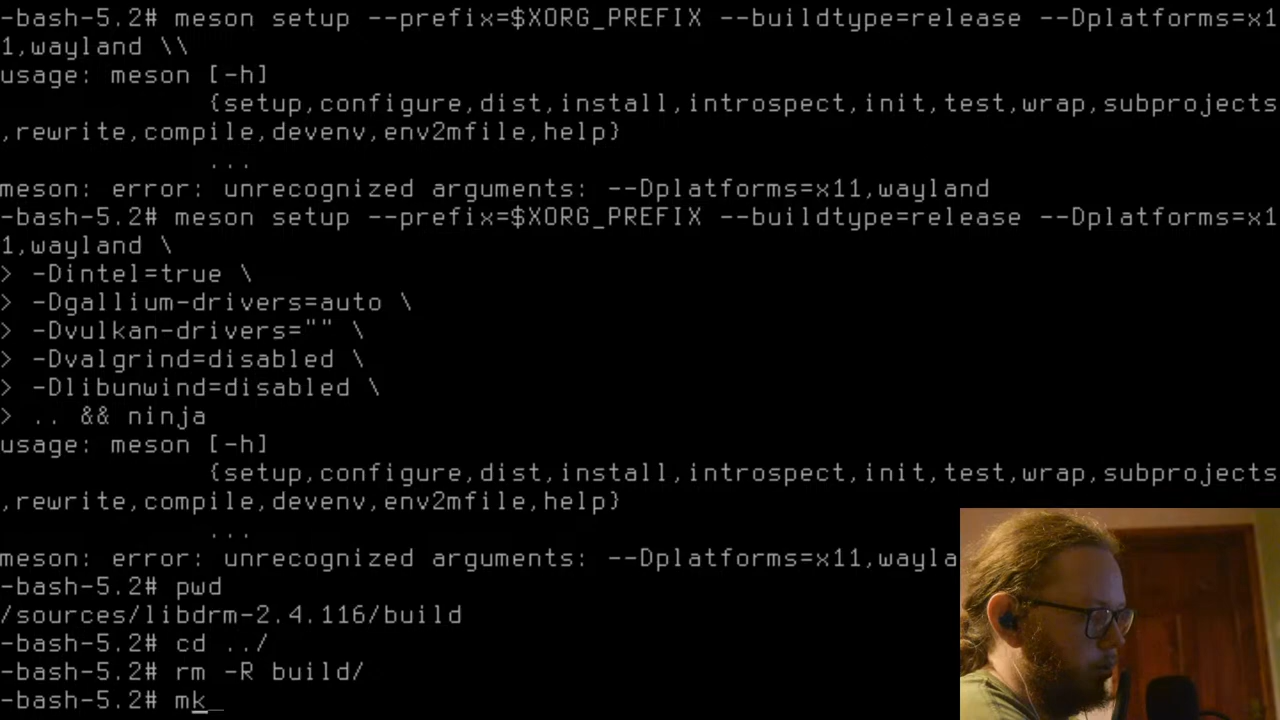 -bash-5.2# meson setup --prefix=$XORG_PREFIX --buildtype=release --Dplatforms=x1
1,wayland \\
usage: meson [-h]
{setup,configure,dist,install,introspect,init,test,wrap,subprojects
,rewrite,compile,devenv,env2mfile,help}
...
meson: error: unrecognized arguments: --Dplatforms=x11,wayland
-bash-5.2# meson setup --prefix=$XORG_PREFIX --buildtype=release --Dplatforms=x1
1,wayland \
> -Dintel=true \
> -Dgallium-drivers=auto \
> -Dvulkan-drivers="" \
> -Dvalgrind=disabled \
> -Dlibunwind=disabled \
> .. && ninja
usage: meson [-h]
{setup,configure,dist,install,introspect,init,test,wrap,subprojects
,rewrite,compile,devenv,env2mfile,help}
...
meson: error: unrecognized arguments: --Dplatforms=x11,wayla
-bash-5.2# pwd
/sources/libdrm-2.4.116/build
-bash-5.2# cd ../
-bash-5.2# rm -R build/
-bash-5.2# mk_